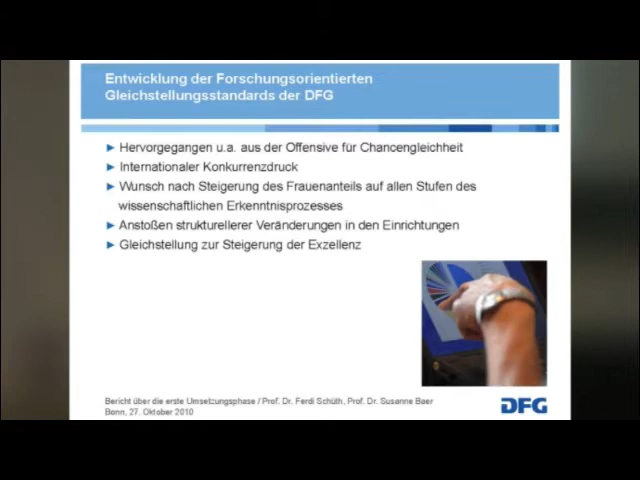 Entwicklung der Forschungsorientierten
Gleichstellungsstandards der DFG
Hervorgegangen u.a. aus der Offensive für Chancengleichheit
Internationaler Konkurrenzdruck
Wunsch nach Steigerung des Frauenanteils auf allen Stufen des
wissenschaftlichen Erkenntnisprozesses
Anstoßen strukturellerer Veränderungen in den Einrichtungen
Gleichstellung zur Steigerung der Exzellenz
Bericht über die erste Umsetzungsphase / Prof. Dr. Ferdi Schüth, Prof. Dr. Susanne Baer
Bonn, 27. Oktober 2010
DFG